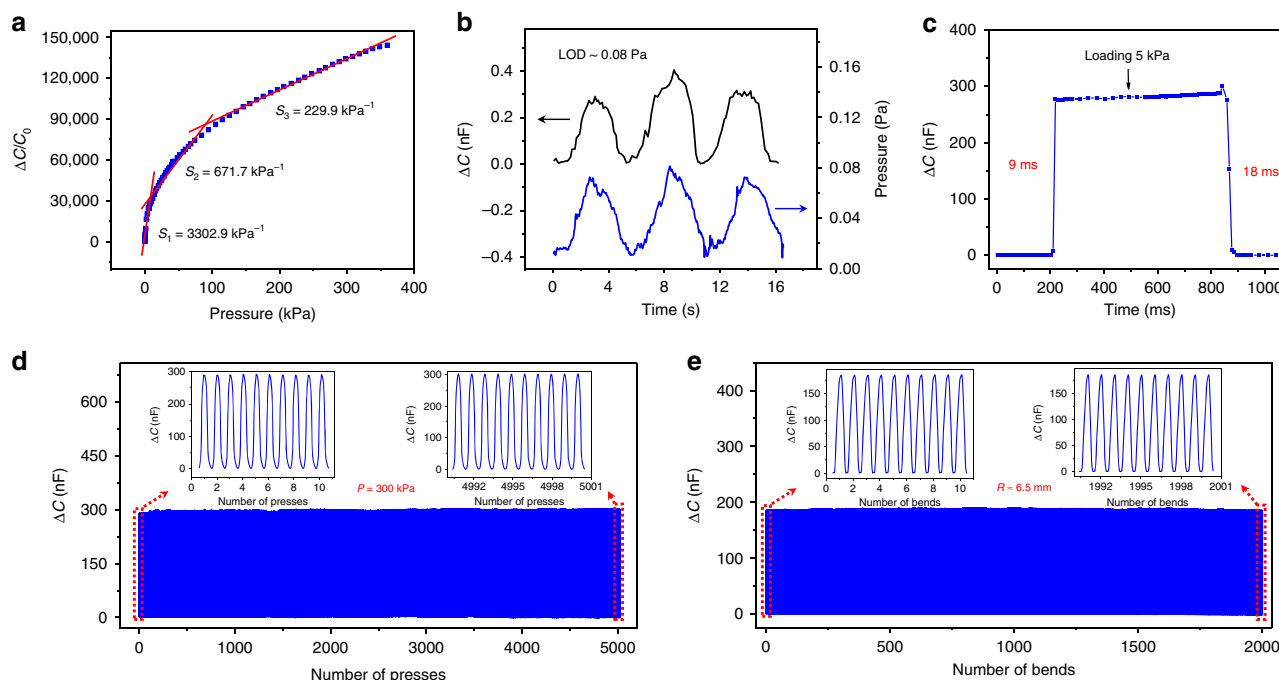 a
150,000
120,000
90,000
60,000
30,000
0
ΔC/C0
S3 = 229.9 kPa−1
S2 = 671.7 kPa−1
S1 = 3302.9 kPa−1
0 100 200 300 400
Pressure (kPa)
b
LOD ~ 0.08 Pa
0.4
0.2
0.0
−0.2
−0.4
ΔC (nF)
0.16
0.12
0.08
0.04
0.00
Pressure (Pa)
0 4 8 12 16
Time (s)
c
Loading 5 kPa
400
300
200
100
0
ΔC (nF)
9 ms
18 ms
0 200 400 600 800 1000
Time (ms)
d
600
450
300
150
0
ΔC (nF)
300
200
100
0
ΔC (nF)
0 2 4 6 8 10
Number of presses
300
200
100
0
ΔC (nF)
4992 4995 4998 5001
Number of presses
P = 300 kPa
0 1000 2000 3000 4000 5000
Number of presses
e
400
300
200
100
0
ΔC (nF)
150
100
50
0
ΔC (nF)
0 2 4 6 8 10
Number of bends
150
100
50
0
ΔC (nF)
1992 1995 1998 2001
Number of bends
R ≈ 6.5 mm
0 500 1000 1500 2000
Number of bends